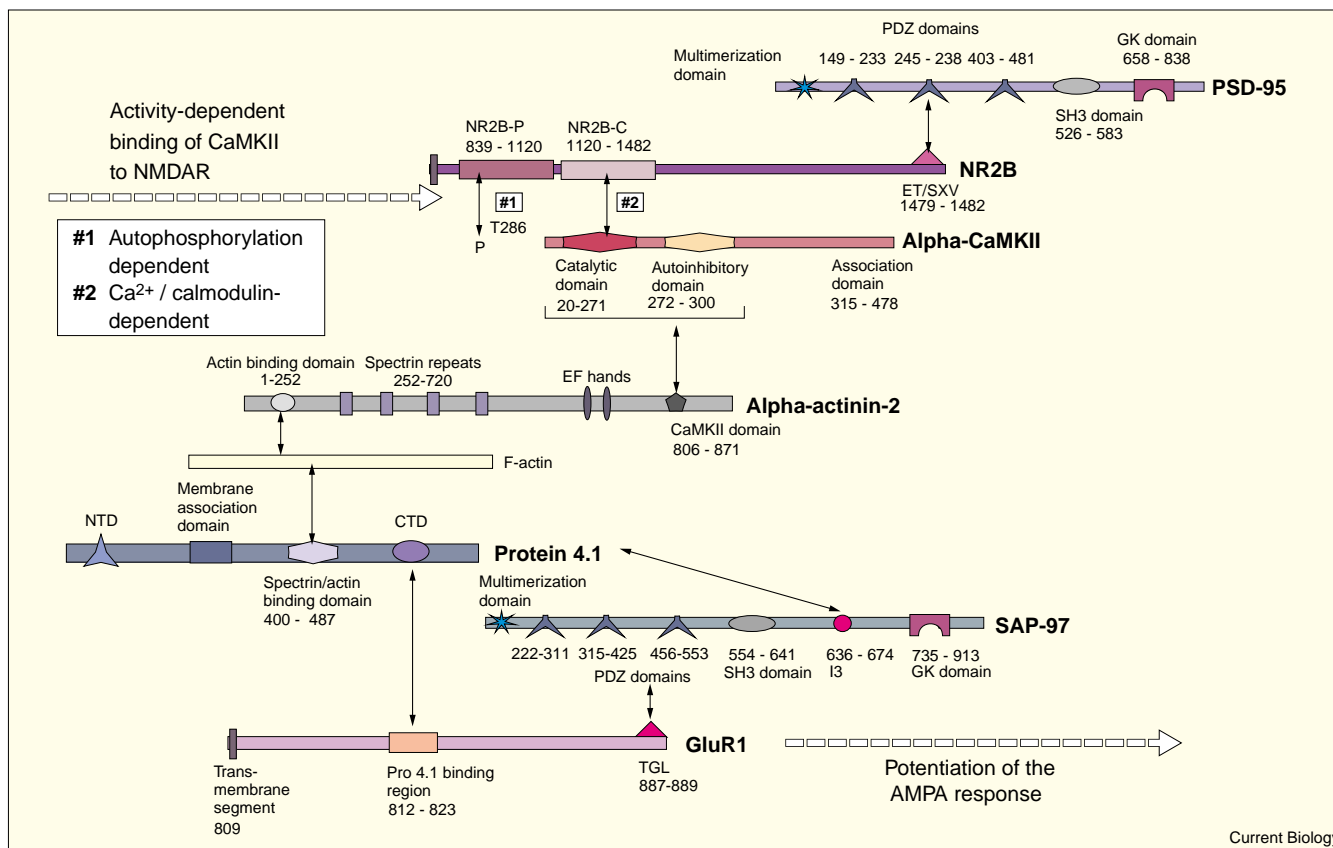 PDZ domains
149 - 233 245 - 238 403 - 481
Multimerization
domain
GK domain
658 - 838
PSD-95
SH3 domain
526 - 583
Activity-dependent
binding of CaMKII
to NMDAR
NR2B-P
839 - 1120
NR2B-C
1120 - 1482
NR2B
ET/SXV
1479 - 1482
#1
#2
T286
P
#1 Autophosphorylation
dependent
#2 Ca2+ / calmodulin-
dependent
Alpha-CaMKII
Catalytic
domain
20-271
Autoinhibitory
domain
272 - 300
Association
domain
315 - 478
Actin binding domain
1-252
Spectrin repeats
252-720
EF hands
Alpha-actinin-2
CaMKII domain
806 - 871
F-actin
NTD
Membrane
association
domain
CTD
Protein 4.1
Spectrin/actin
binding domain
400 - 487
Multimerization
domain
SAP-97
222-311 315-425 456-553
PDZ domains
554 - 641
SH3 domain
636 - 674
I3
735 - 913
GK domain
GluR1
Trans-
membrane
segment
809
Pro 4.1 binding
region
812 – 823
TGL
887-889
Potentiation of the
AMPA response
Current Biology